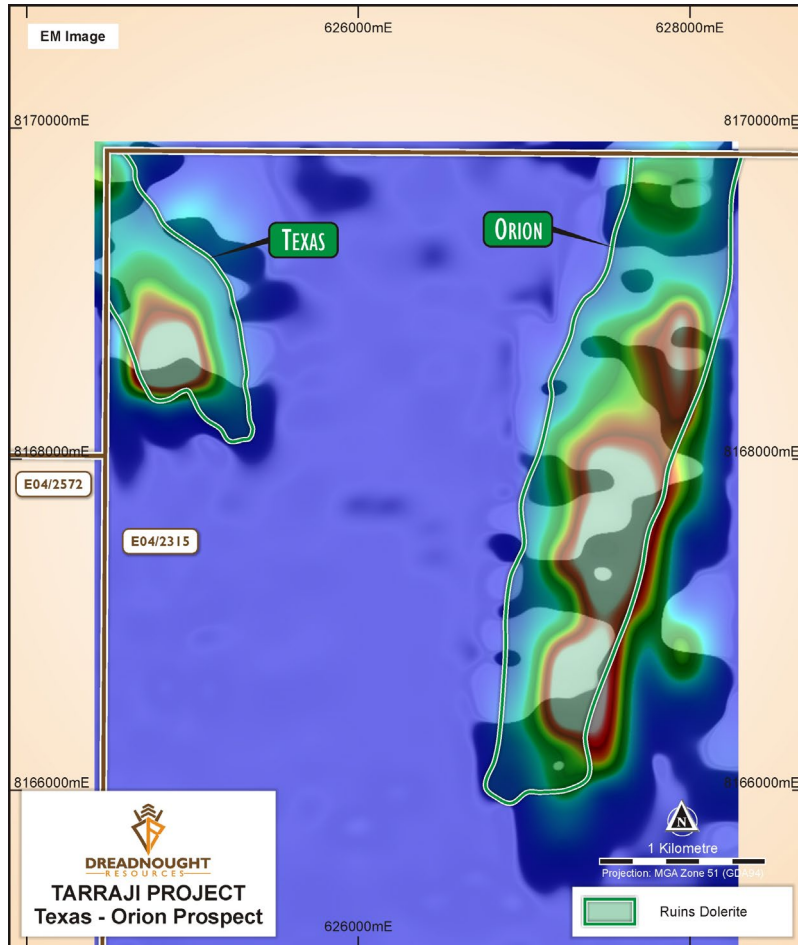 EM Image
626000mE
628000mE
8170000mE
8170000mE
TEXAS
ORION
8168000mE
8168000mE
E04/2572
E04/2315
8166000mE
8166000mE
DREADNOUGHT
RESOURCES
TARRAJI PROJECT
Texas - Orion Prospect
626000mE
N
1 Kilometre
Projection: MGA Zone 51 (GDA94)
Ruins Dolerite